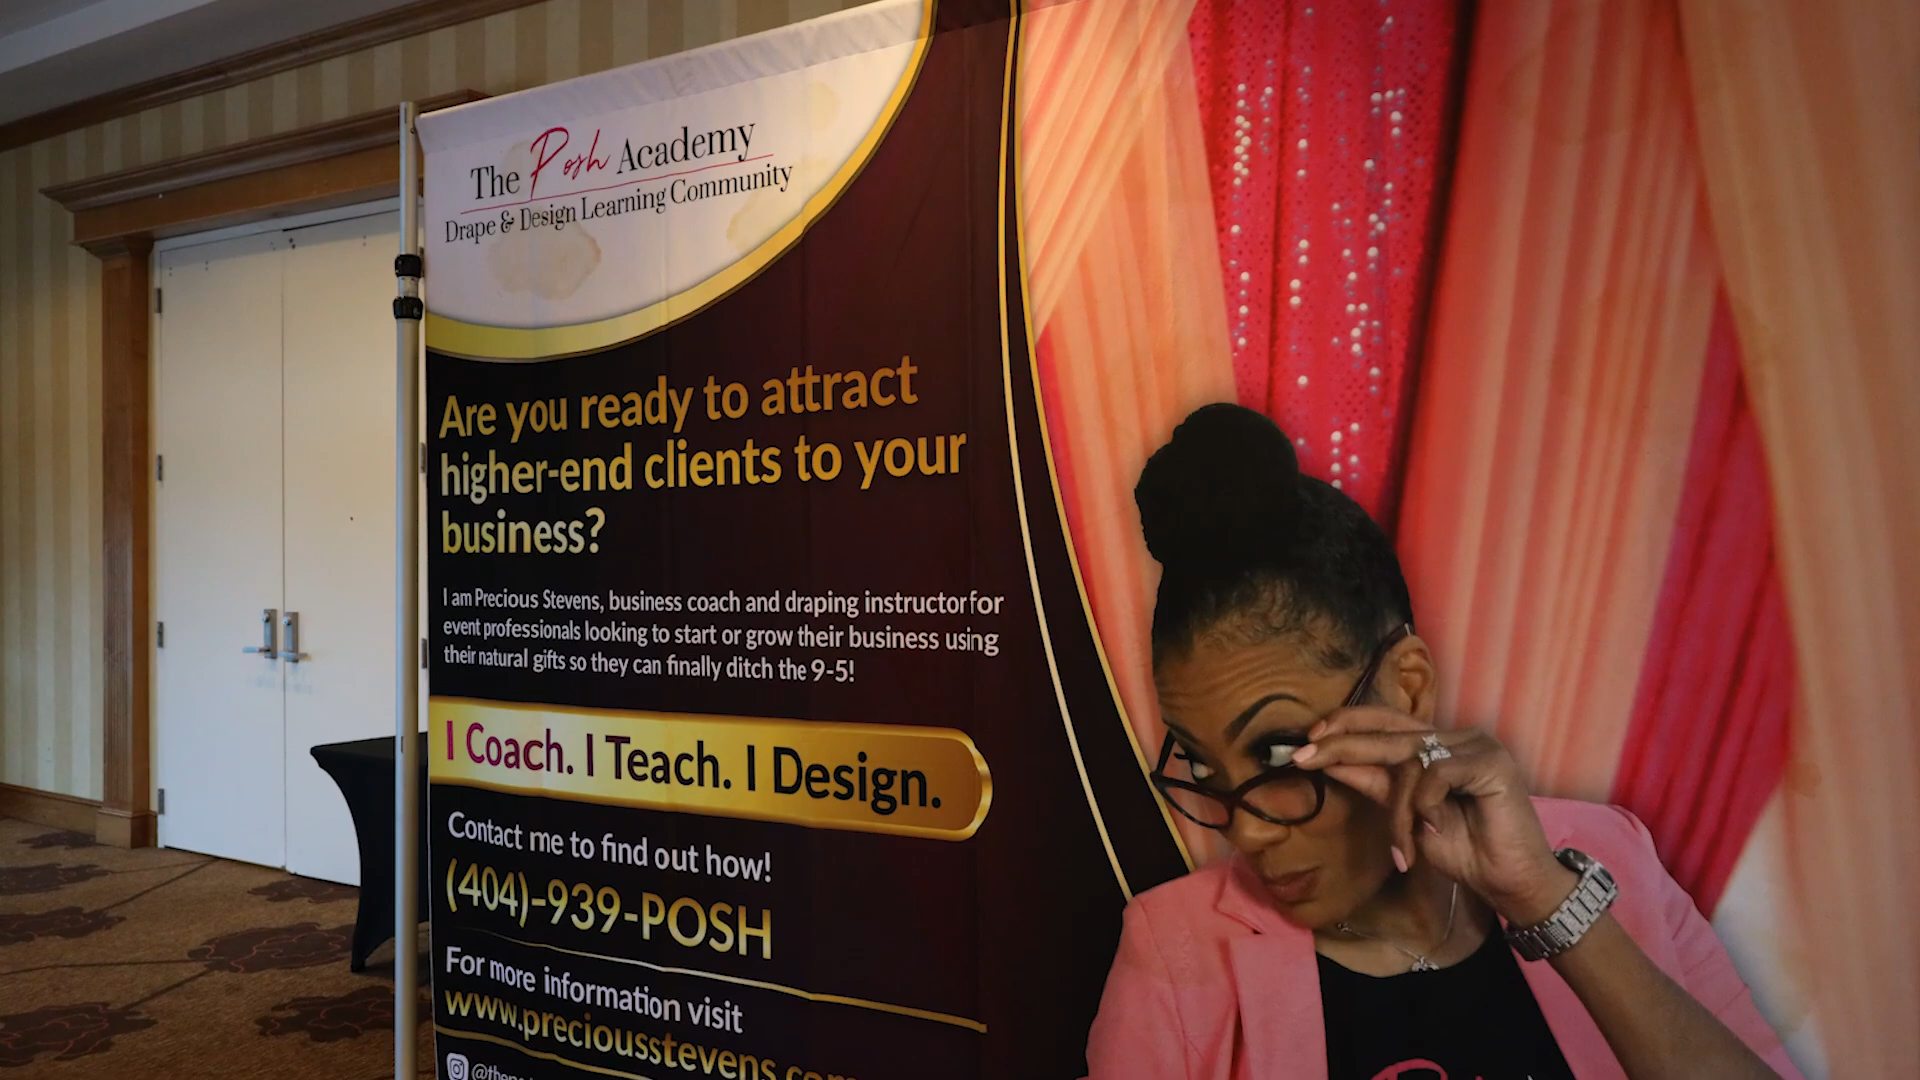 The Posh Academy
Drape & Design Learning Community
Are you ready to attract
higher-end clients to your
business?
I am Precious Stevens, business coach and draping instructor for
event professionals looking to start or grow their business using
their natural gifts so they can finally ditch the 9-5!
I Coach. I Teach. I Design.
Contact me to find out how!
(404)-939-POSH
For more information visit
www.preciousstevens.com